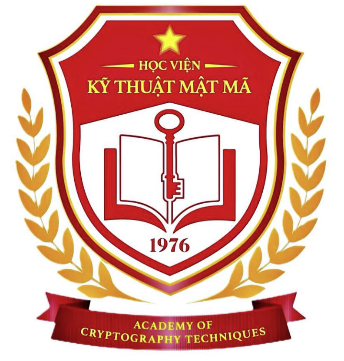 HỌC VIỆN
KỸ THUẬT MẬT MÃ
1976
ACADEMY OF
CRYPTOGRAPHY TECHNIQUES